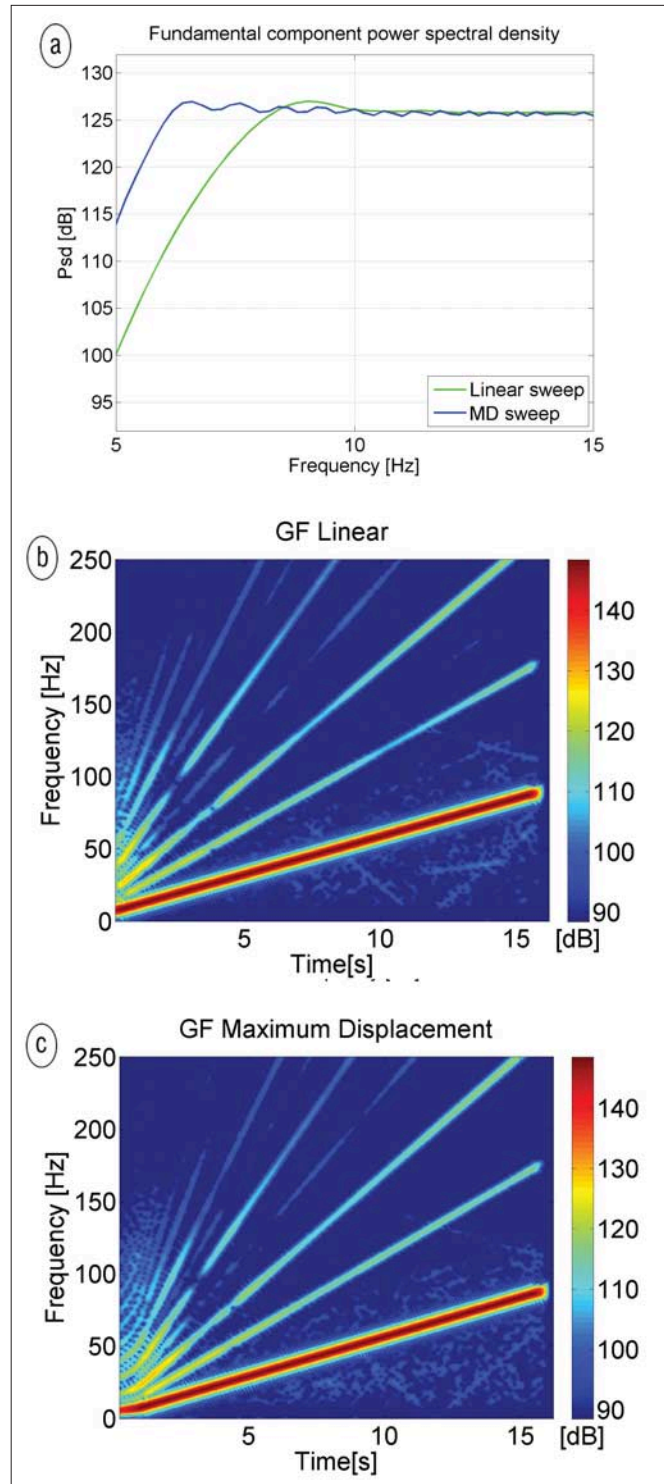 a
Fundamental component power spectral density
130
125
120
115
110
105
100
95
Psd [dB]
Linear sweep
MD sweep
5
10
15
Frequency [Hz]
b
GF Linear
250
200
150
100
50
0
Frequency [Hz]
140
130
120
110
100
90
5
10
15
[dB]
Time[s]
c
GF Maximum Displacement
250
200
150
100
50
0
Frequency [Hz]
140
130
120
110
100
90
5
10
15
[dB]
Time[s]